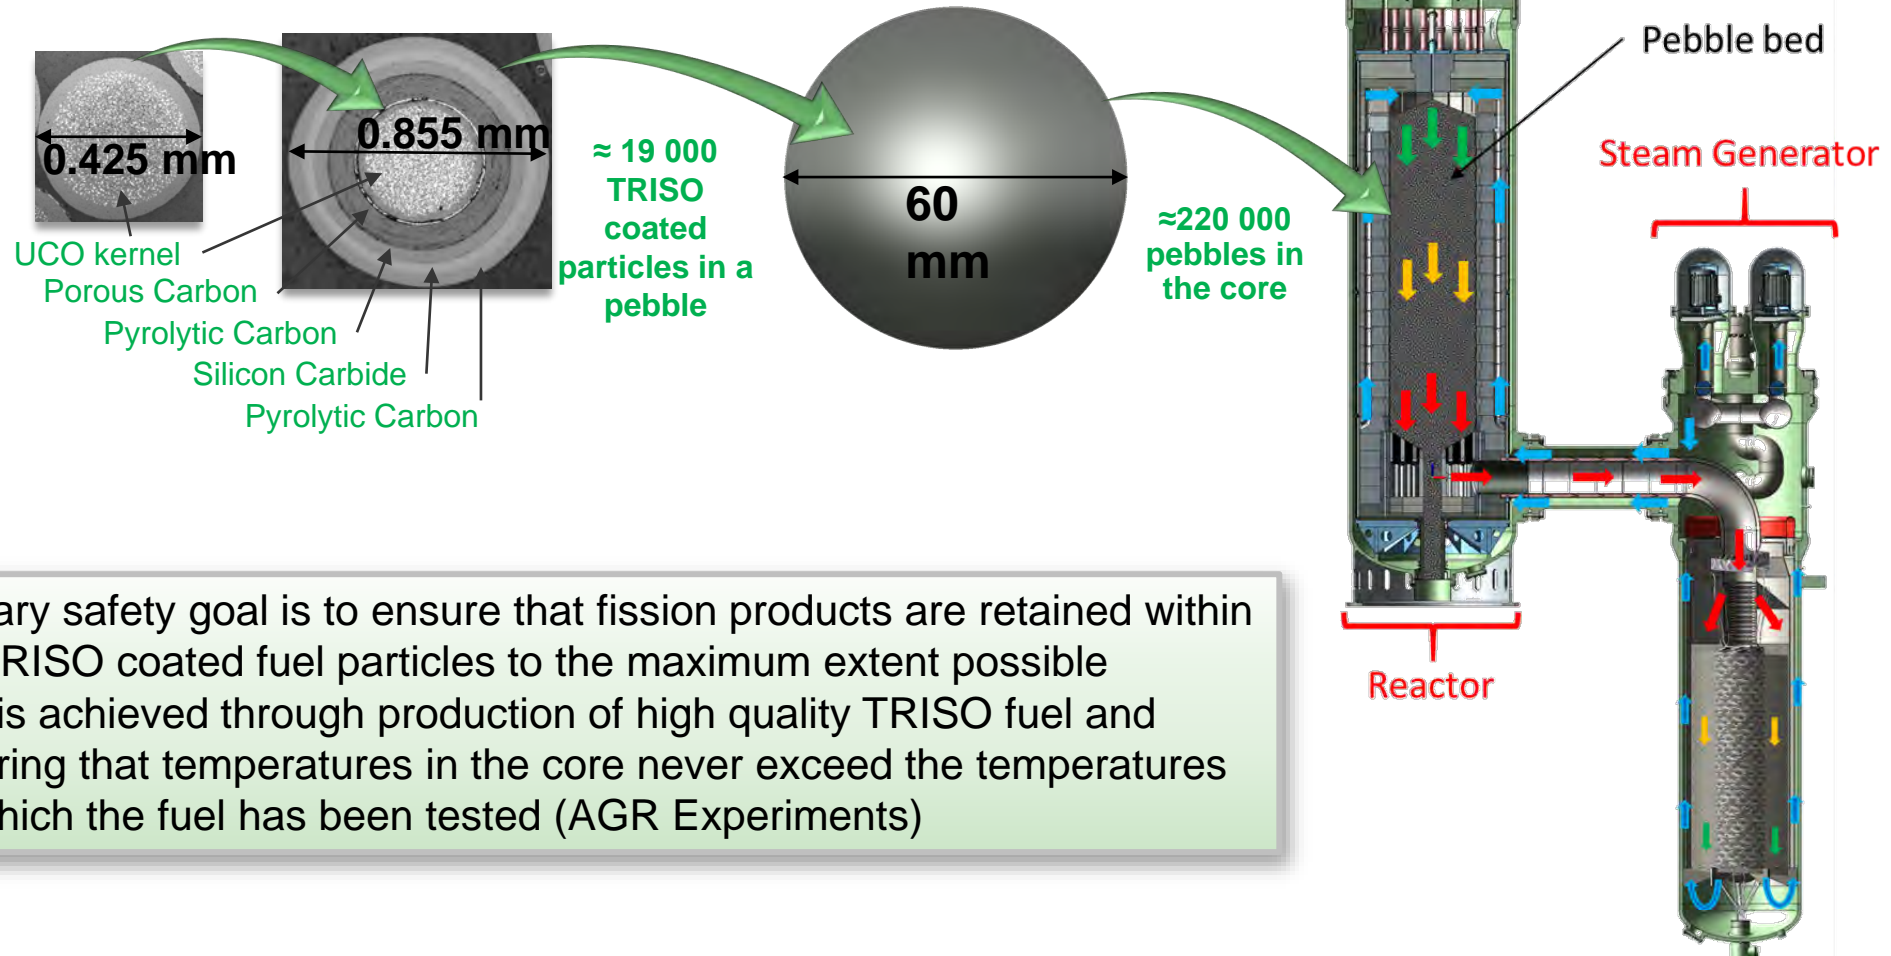 0.425 mm
0.855 mm
UCO kernel
Porous Carbon
Pyrolytic Carbon
Silicon Carbide
Pyrolytic Carbon
≈ 19 000
TRISO
coated
particles in a
pebble
60
mm
≈220 000
pebbles in
the core
Pebble bed
Steam Generator
Reactor
ary safety goal is to ensure that fission products are retained within
RISO coated fuel particles to the maximum extent possible
is achieved through production of high quality TRISO fuel and
ring that temperatures in the core never exceed the temperatures
hich the fuel has been tested (AGR Experiments)